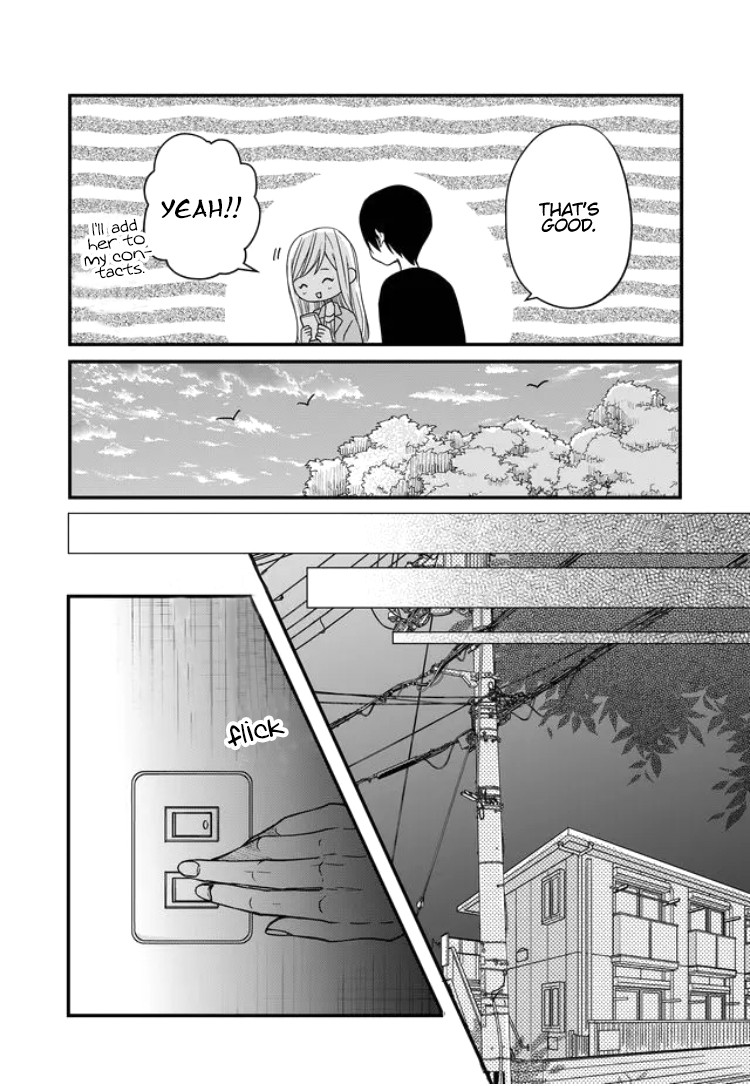 THAT'S
GOOD.
YEAH!!
I'll add
her to
my con-
tacts.
flick